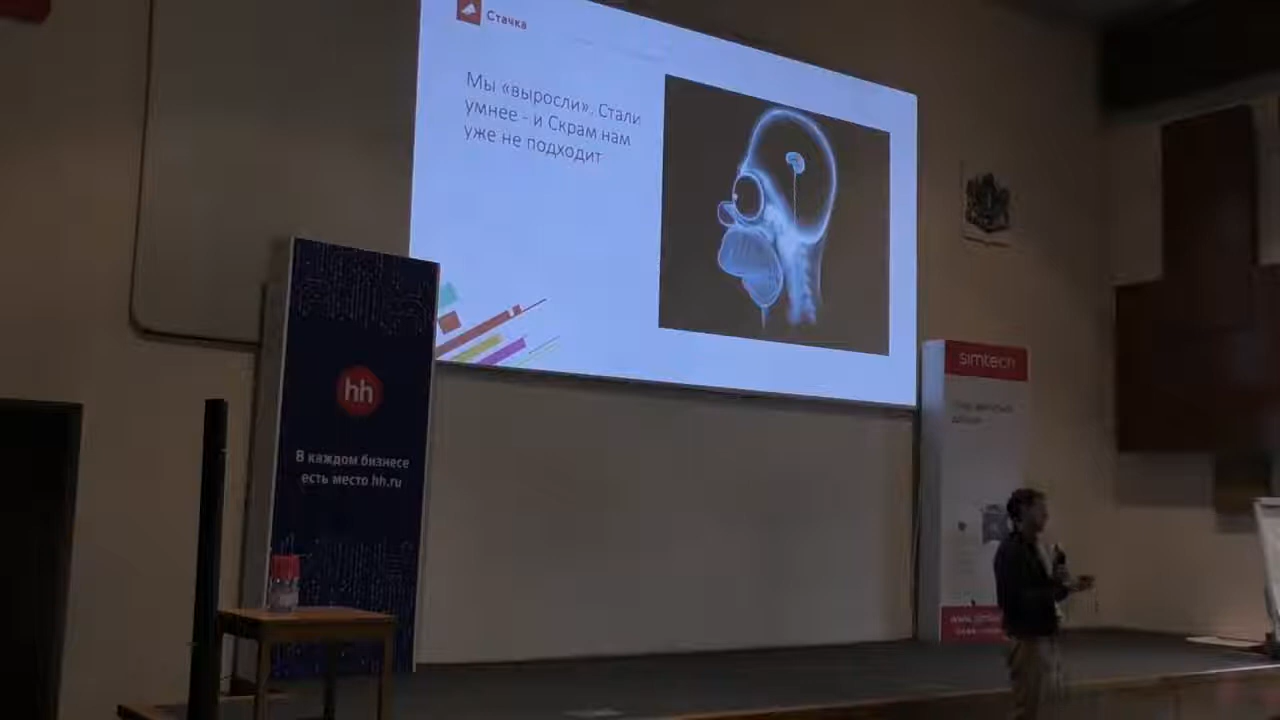 Стачка
Мы «выросли». Стали
умнее - и Скрам нам
уже не подходит
hh
В каждом бизнесе
есть место hh.ru
simtech